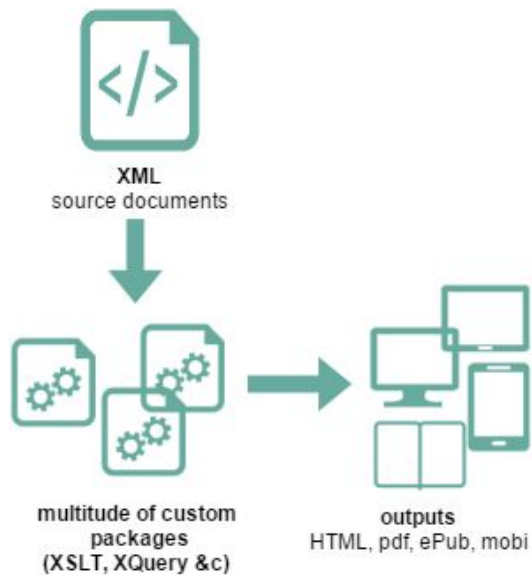 </>
XML
source documents
multitude of custom
packages
(XSLT, XQuery &c)
outputs
HTML, pdf, ePub, mobi